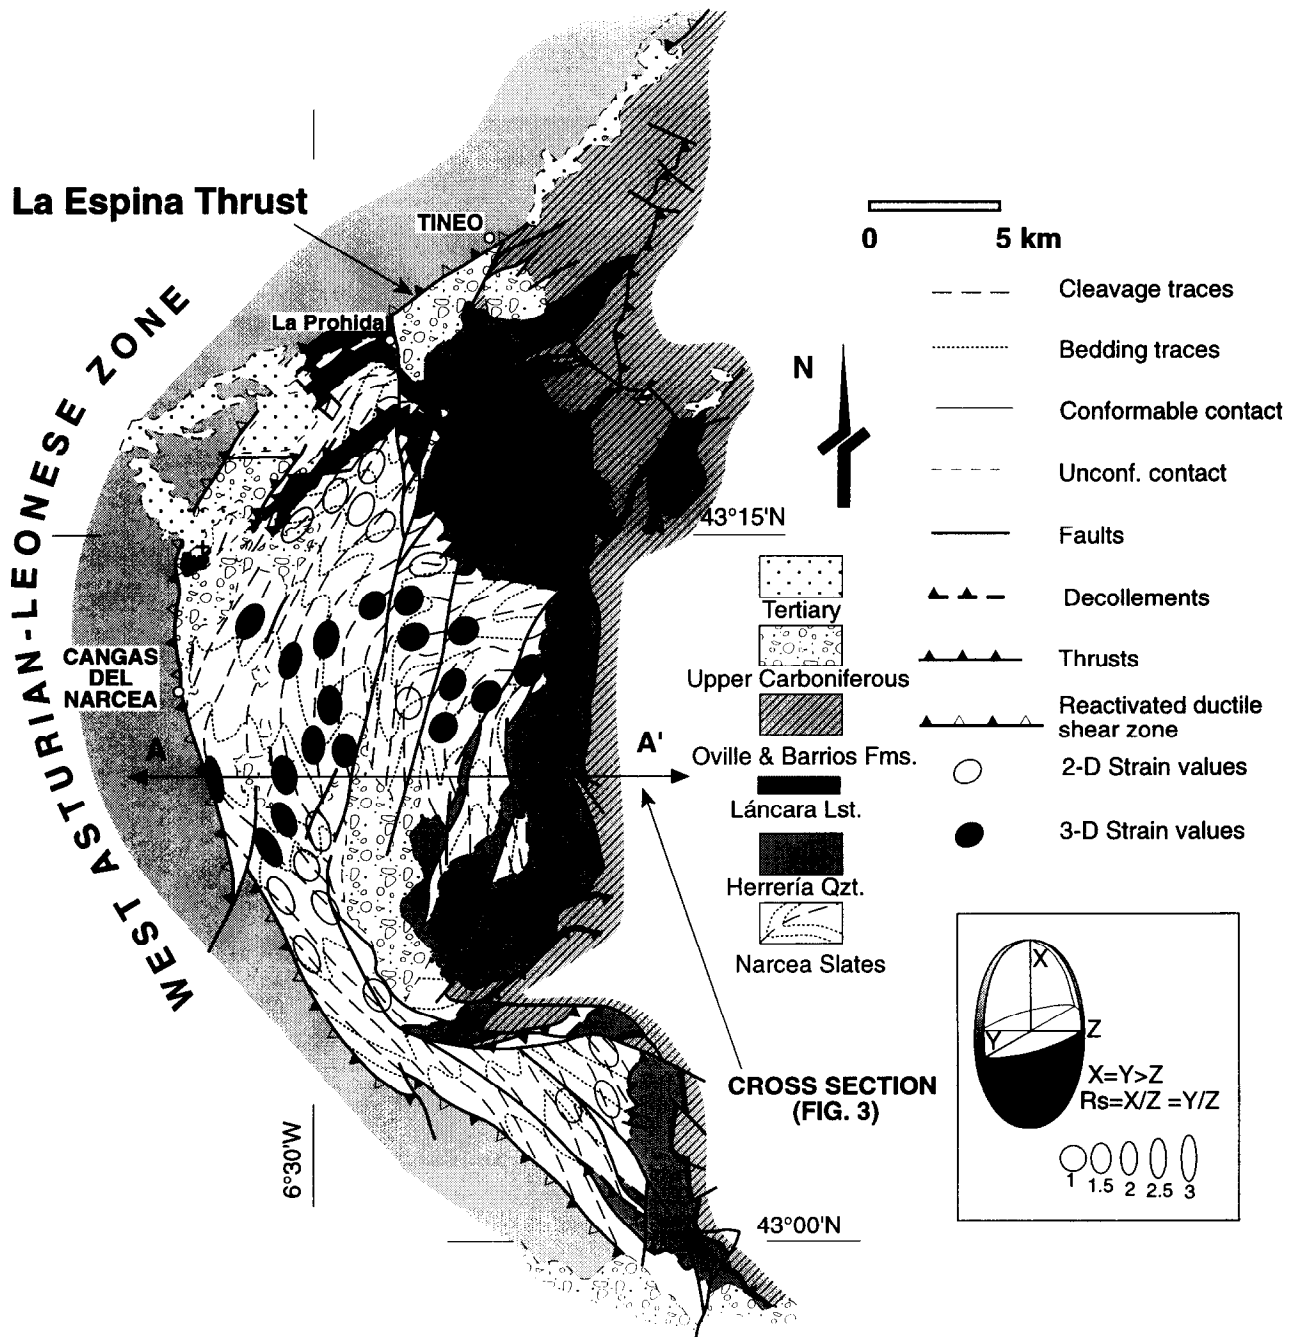 La Espina Thrust
TINEO
La Prohida
WEST ASTURIAN-LEONESE ZONE
CANGAS
DEL
NARCEA
A
A'
N
0 5 km
Cleavage traces
Bedding traces
Conformable contact
Unconf. contact
Faults
Decollements
Thrusts
Reactivated ductile
shear zone
2-D Strain values
3-D Strain values
43°15'N
Tertiary
Upper Carboniferous
Oville & Barrios Fms.
Láncara Lst.
Herrería Qzt.
Narcea Slates
CROSS SECTION
(FIG. 3)
6°30'W
43°00'N
X
Y
Z
X=Y>Z
Rs=X/Z =Y/Z
1 1.5 2 2.5 3